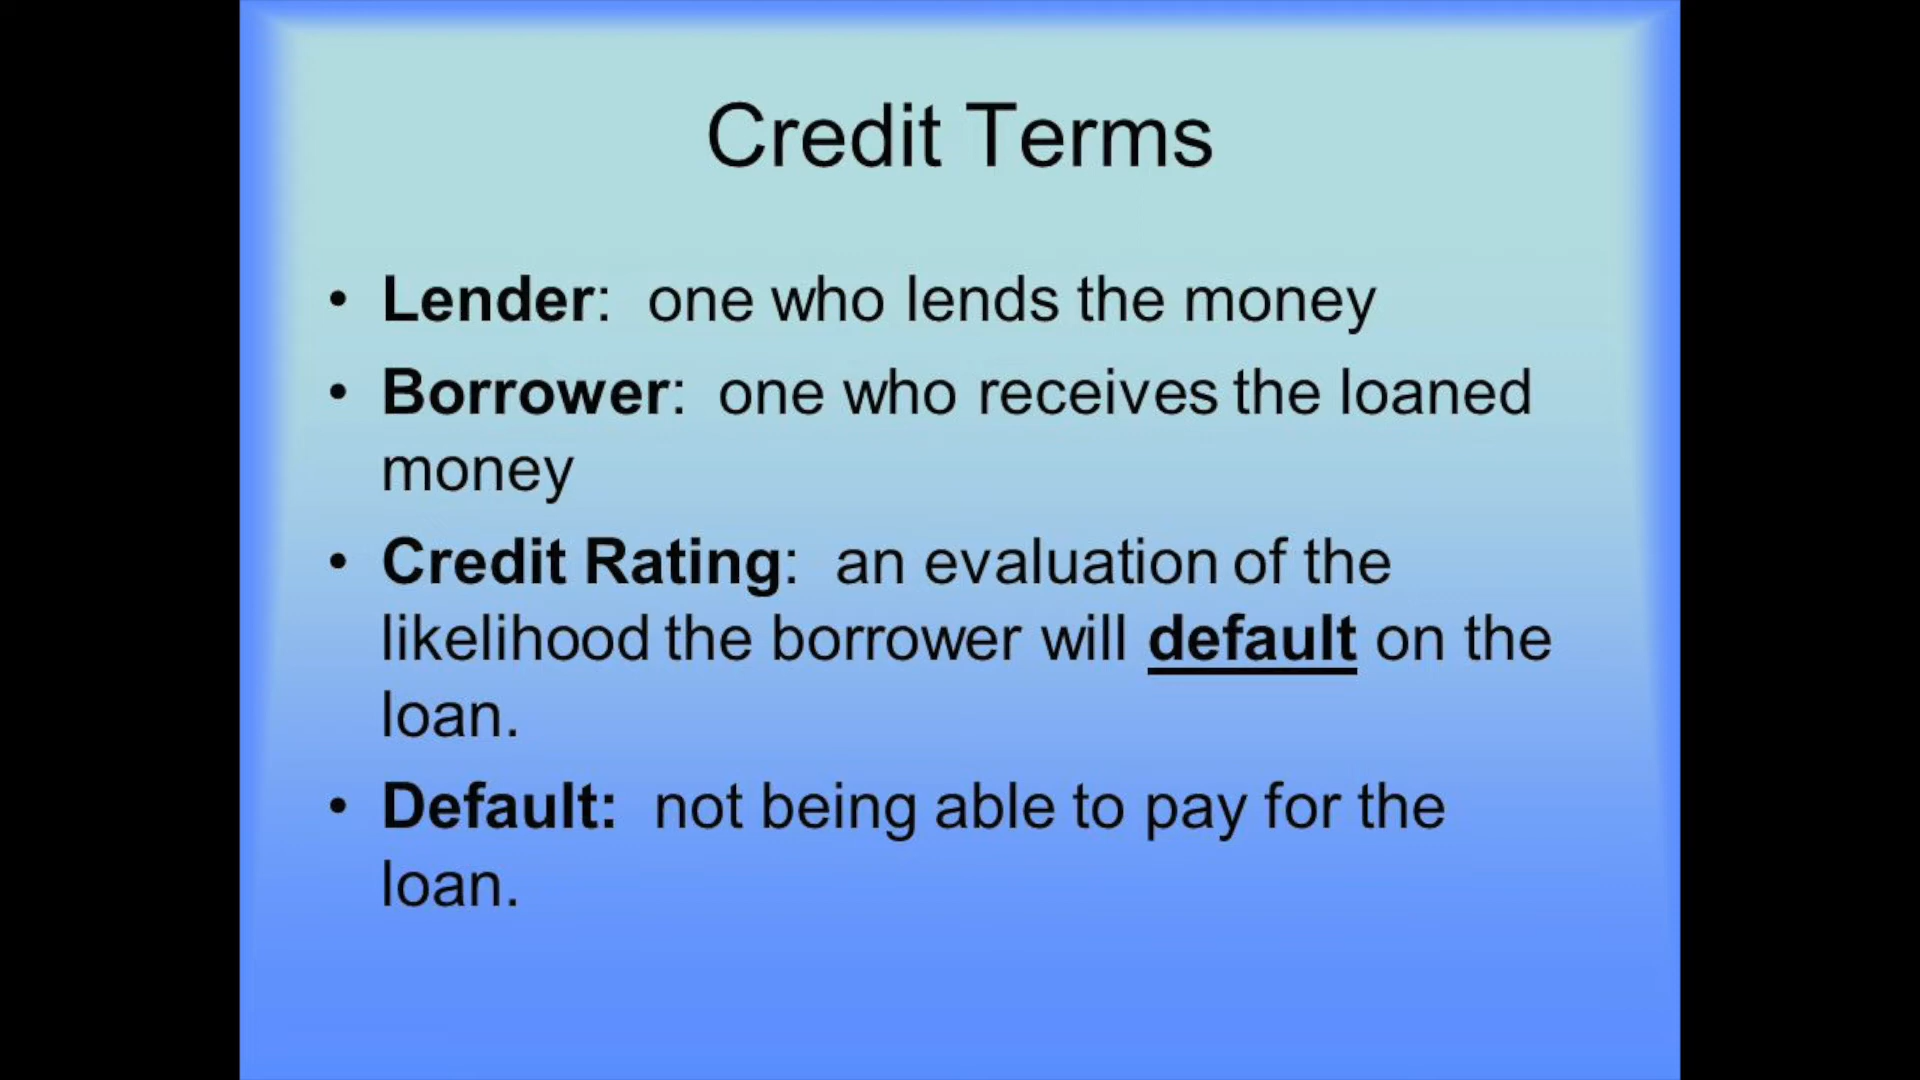 Credit Terms
• Lender:  one who lends the money
• Borrower:  one who receives the loaned
money
• Credit Rating:  an evaluation of the
likelihood the borrower will default on the
loan.
• Default:  not being able to pay for the
loan.